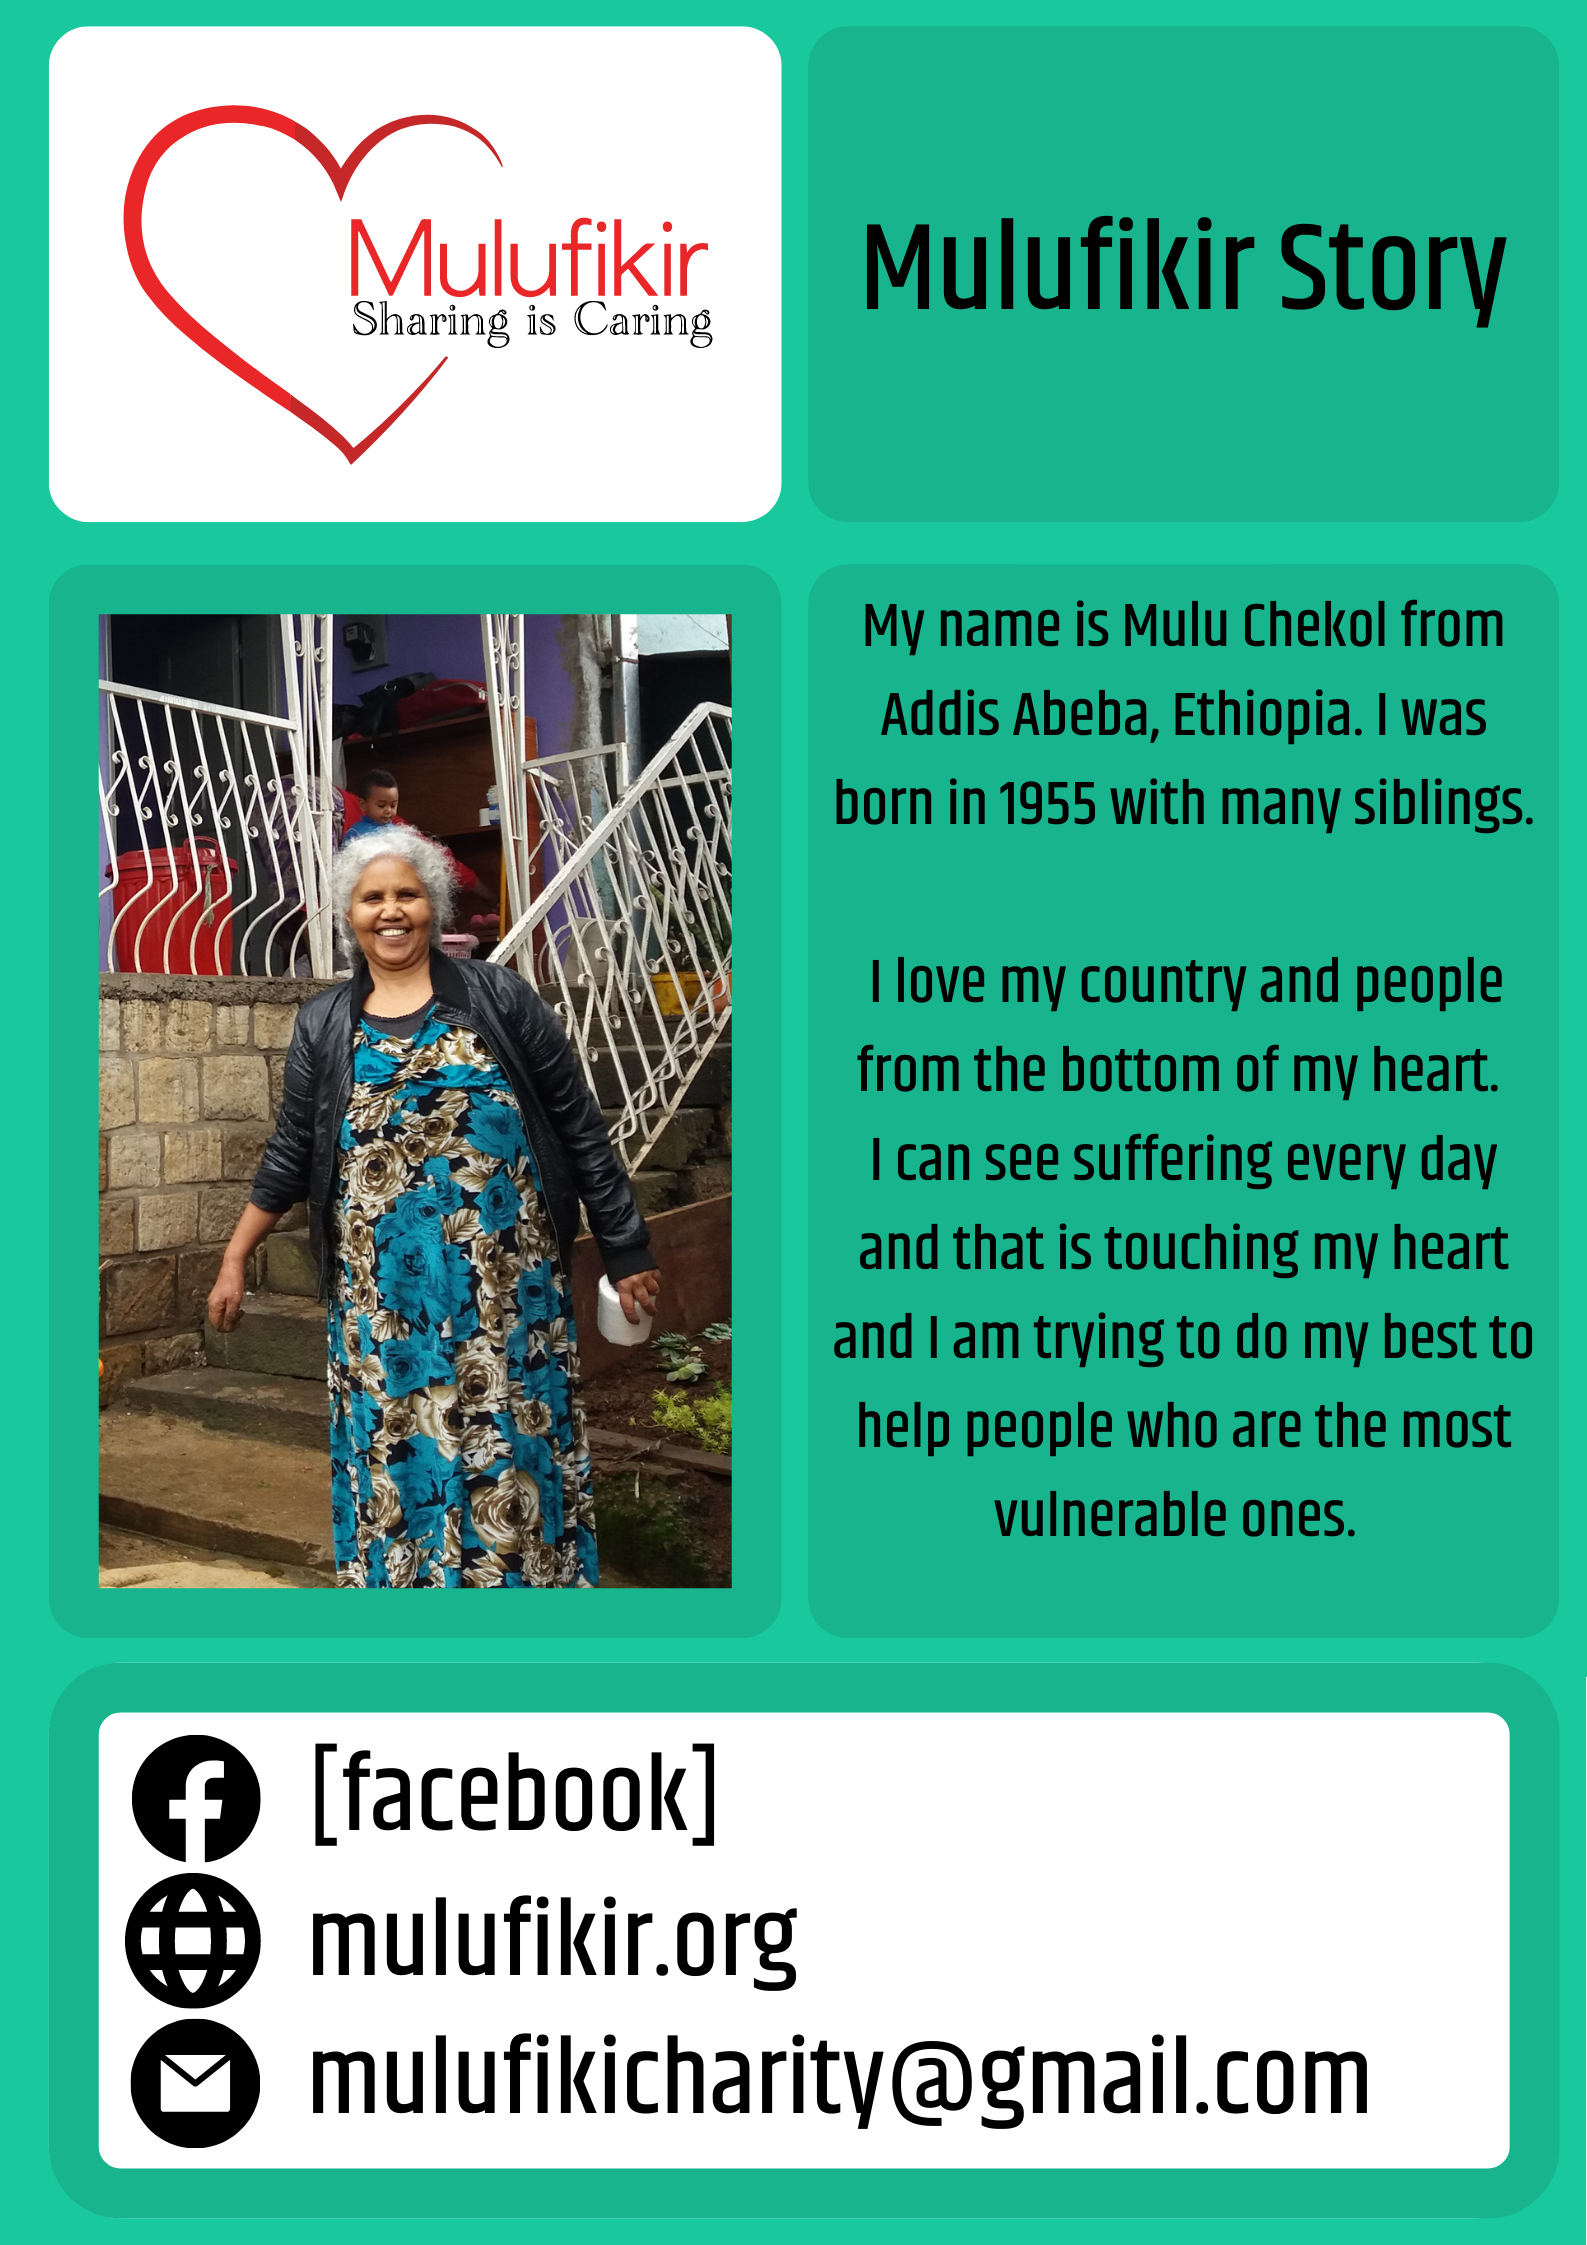 Mulufikir
Sharing is Caring
Mulufikir Story
My name is Mulu Chekol from
Addis Abeba, Ethiopia. I was
born in 1955 with many siblings.
I love my country and people
from the bottom of my heart.
I can see suffering every day
and that is touching my heart
and I am trying to do my best to
help people who are the most
vulnerable ones.
[facebook]
mulufikir.org
mulufikicharity@gmail.com